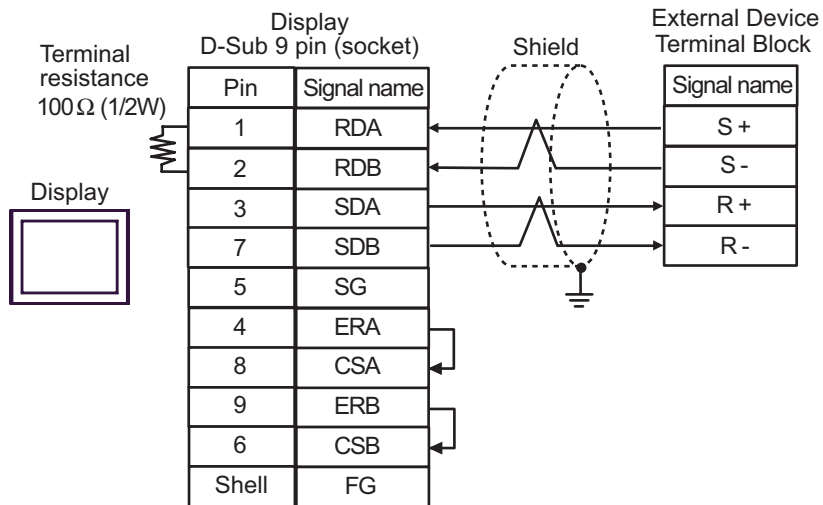 Display
D-Sub 9 pin (socket)
Shield
External Device
Terminal Block
Terminal
resistance
100Ω (1/2W)
Display
Pin Signal name
1 RDA
2 RDB
3 SDA
7 SDB
5 SG
4 ERA
8 CSA
9 ERB
6 CSB
Shell FG
Signal name
S +
S -
R +
R -